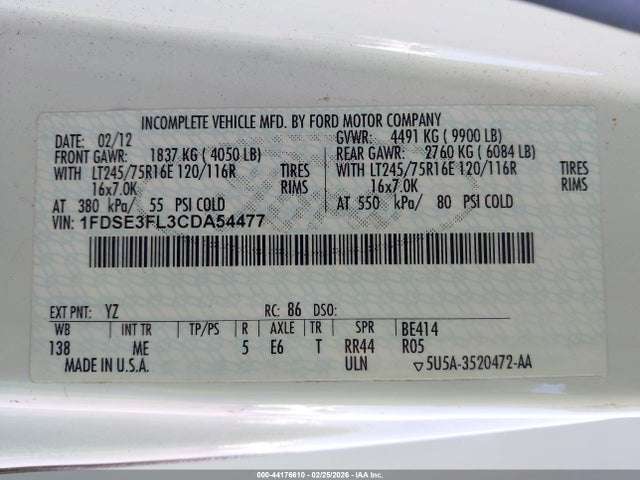 INCOMPLETE VEHICLE MFD. BY FORD MOTOR COMPANY
DATE: 02/12 GVWR: 4491 KG ( 9900 LB)
FRONT GAWR: 1837 KG ( 4050 LB) REAR GAWR: 2760 KG ( 6084 LB)
WITH LT245/75R16E 120/116R TIRES WITH LT245/75R16E 120/116R TIRES
16x7.0K RIMS 16x7.0K RIMS
AT 380 kPa/ 55 PSI COLD AT 550 kPa/ 80 PSI COLD
VIN: 1FDSE3FL3CDA54477
EXT PNT: YZ RC: 86 DSO:
WB INT TR TP/PS R AXLE TR SPR BE414
138 ME 5 E6 T RR44 R05
MADE IN U.S.A. ULN ▽5U5A-3520472-AA
000-44176610 - 02/25/2026 - IAA Inc.